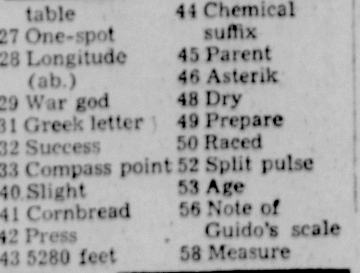 table
27 One-spot
28 Longitude
(ab.)
29 War god
31 Greek letter
32 Success
33 Compass point
40 Slight
41 Cornbread
42 Press
43 5280 feet
44 Chemical
suffix
45 Parent
46 Asterik
48 Dry
49 Prepare
50 Raced
52 Split pulse
53 Age
56 Note of
Guido's scale
58 Measure